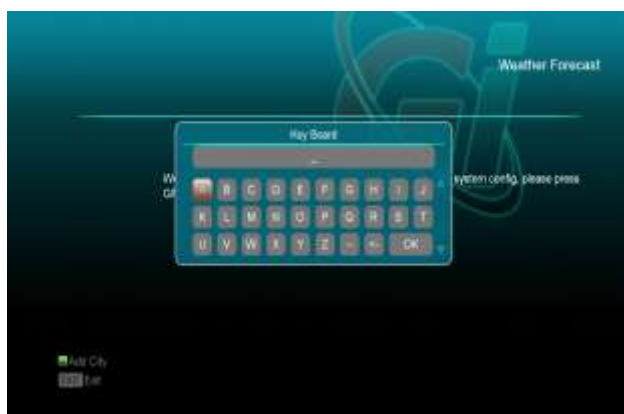 Weather Forecast
Key Board
system config, please press
A B C D E F G H I J
K L M N O P Q R S T
U V W X Y Z OK
Add City
EXIT